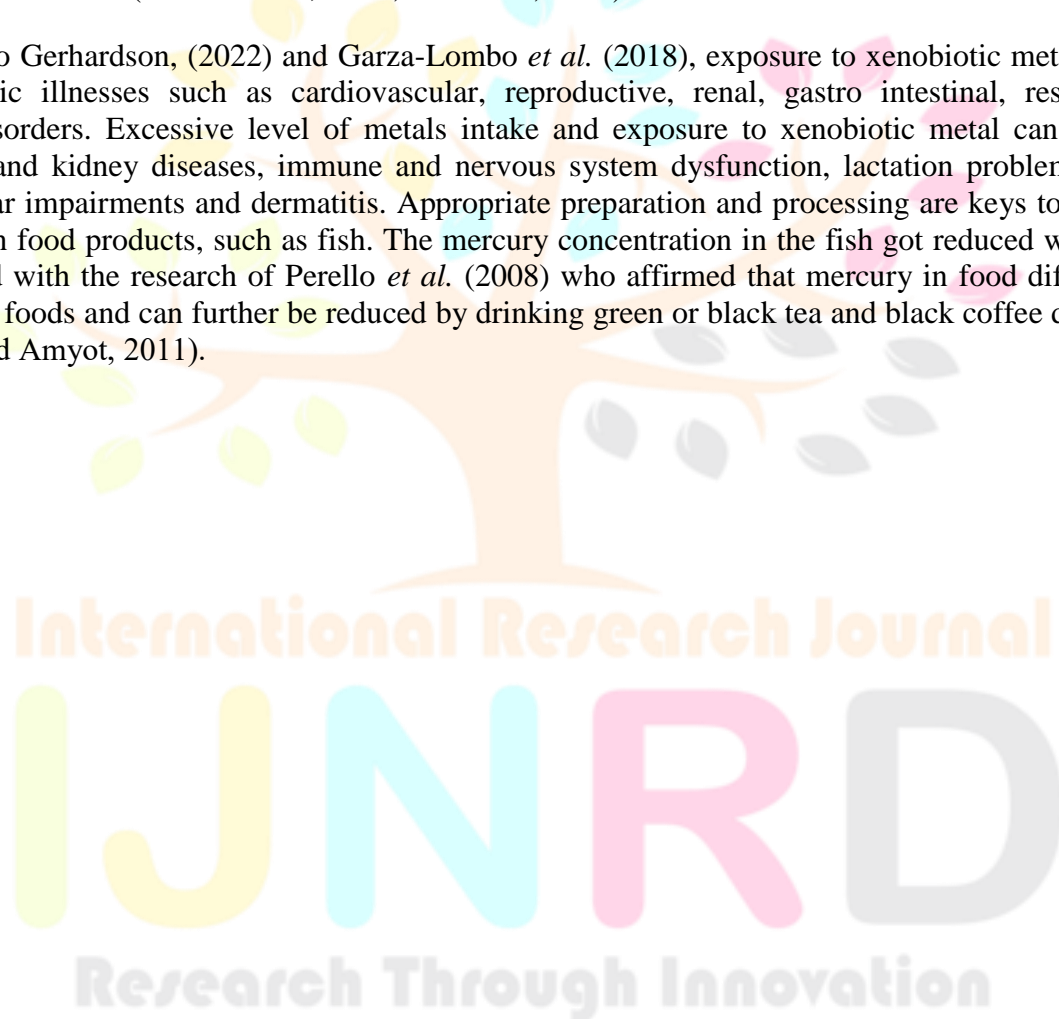 o Gerhardson, (2022) and Garza-Lombo et al. (2018), exposure to xenobiotic met
ic illnesses such as cardiovascular, reproductive, renal, gastro intestinal, res
sorders. Excessive level of metals intake and exposure to xenobiotic metal can
and kidney diseases, immune and nervous system dysfunction, lactation problem
ar impairments and dermatitis. Appropriate preparation and processing are keys to
n food products, such as fish. The mercury concentration in the fish got reduced w
d with the research of Perello et al. (2008) who affirmed that mercury in food dif
foods and can further be reduced by drinking green or black tea and black coffee
d Amyot, 2011).
International Research Journal
IJNRD
Research Through Innovation